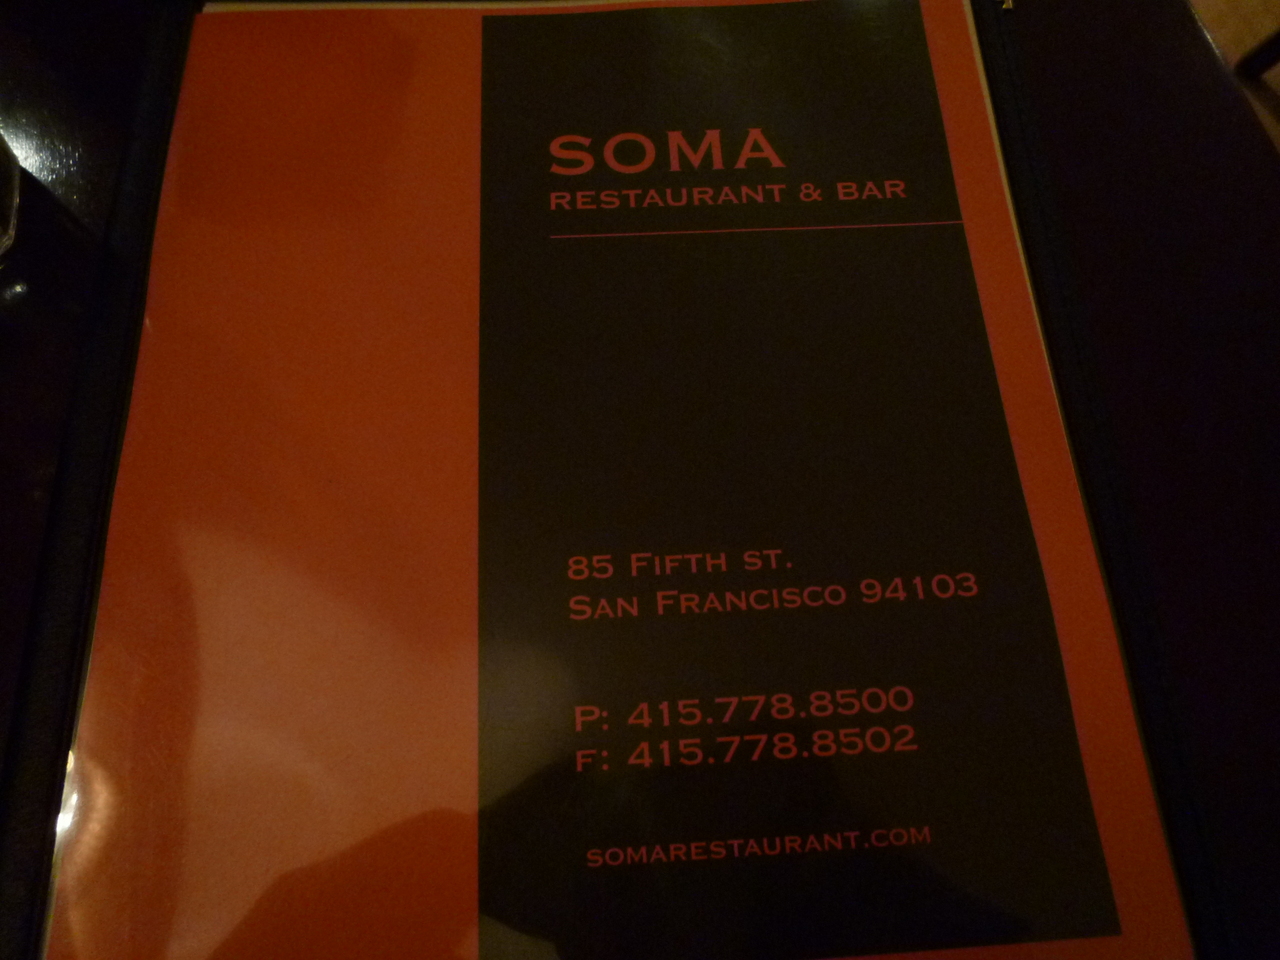 SOMA
RESTAURANT & BAR
85 FIFTH ST.
SAN FRANCISCO 94103
P: 415.778.8500
F: 415.778.8502
SOMARESTAURANT.COM